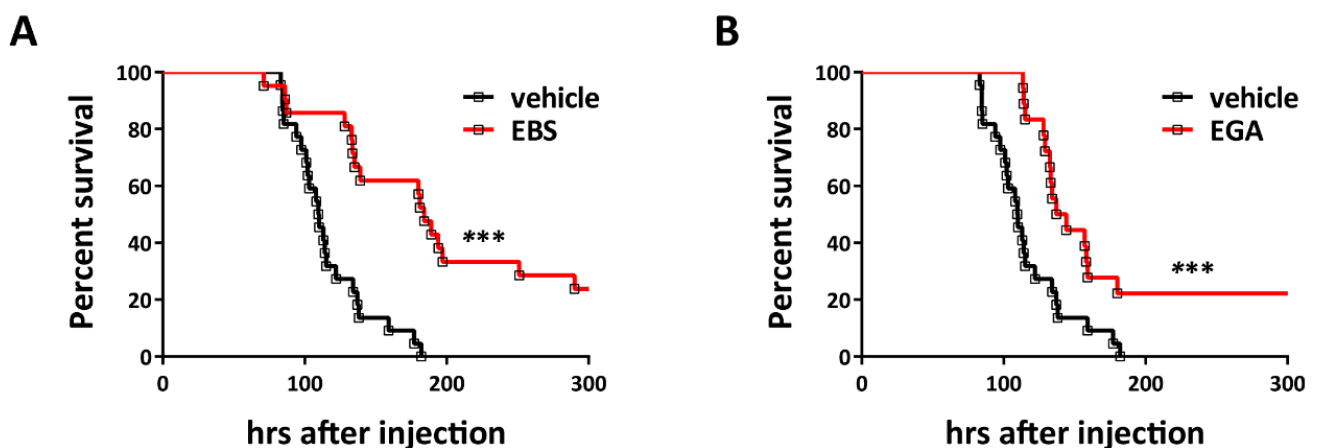 A
Percent survival
100
80
60
40
20
0
0 100 200 300
hrs after injection
vehicle
EBS
***
B
Percent survival
100
80
60
40
20
0
0 100 200 300
hrs after injection
vehicle
EGA
***